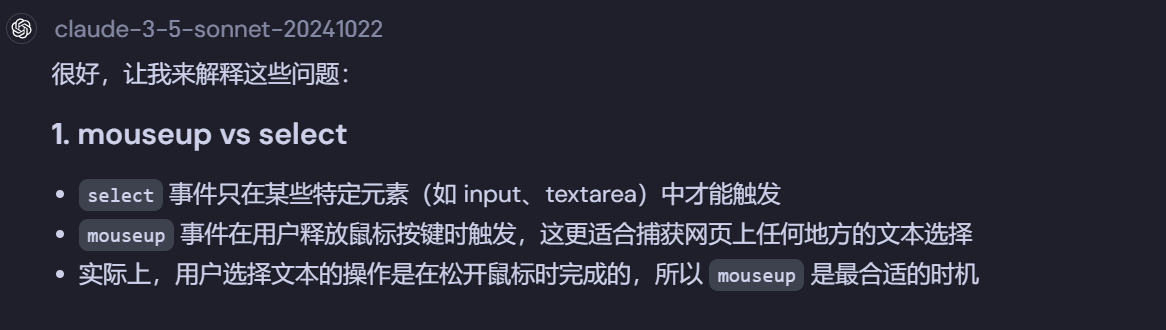 claude-3-5-sonnet-20241022
很好，让我来解释这些问题：
1. mouseup vs select
• select 事件只在某些特定元素（如 input、textarea）中才能触发
• mouseup 事件在用户释放鼠标按键时触发，这更适合捕获网页上任何地方的文本选择
• 实际上，用户选择文本的操作是在松开鼠标时完成的，所以 mouseup 是最合适的时机